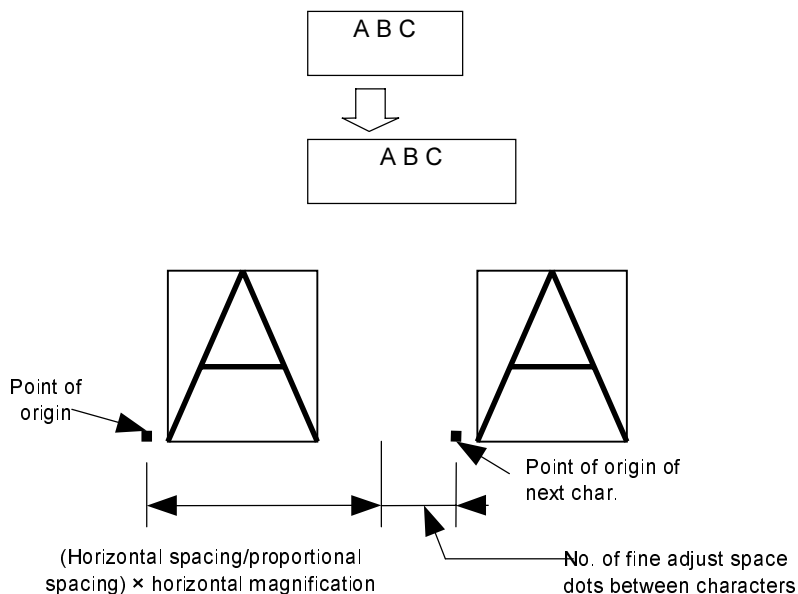 A B C
A B C
A
A
Point of
origin
Point of origin of
next char.
(Horizontal spacing/proportional
spacing) × horizontal magnification
No. of fine adjust space
dots between characters